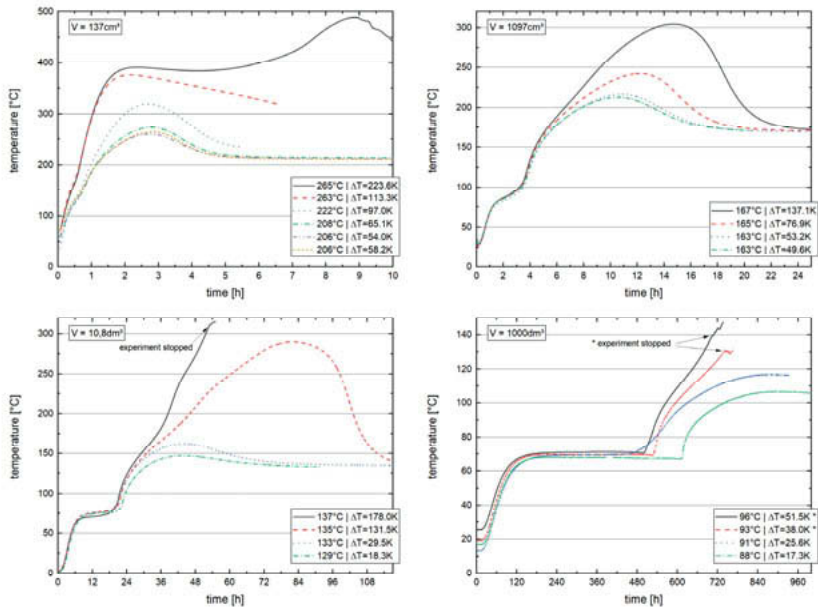 V = 137cm³
temperature [°C]
500
400
300
200
100
0
265°C | ΔT=223.6K
263°C | ΔT=113.3K
222°C | ΔT=97.0K
208°C | ΔT=65.1K
206°C | ΔT=54.0K
206°C | ΔT=58.2K
0 1 2 3 4 5 6 7 8 9 10
time [h]
V = 1097cm³
temperature [°C]
300
250
200
150
100
50
0
167°C | ΔT=137.1K
165°C | ΔT=76.9K
163°C | ΔT=53.2K
163°C | ΔT=49.6K
0 2 4 6 8 10 12 14 16 18 20 22 24
time [h]
V = 10,8dm³
experiment stopped
temperature [°C]
300
250
200
150
100
50
0
137°C | ΔT=178.0K
135°C | ΔT=131.5K
133°C | ΔT=29.5K
129°C | ΔT=18.3K
0 12 24 36 48 60 72 84 96 108
time [h]
V = 1000dm³
* experiment stopped
temperature [°C]
140
120
100
80
60
40
20
0
96°C | ΔT=51.5K *
93°C | ΔT=38.0K *
91°C | ΔT=25.6K
88°C | ΔT=17.3K
0 120 240 360 480 600 720 840 960
time [h]